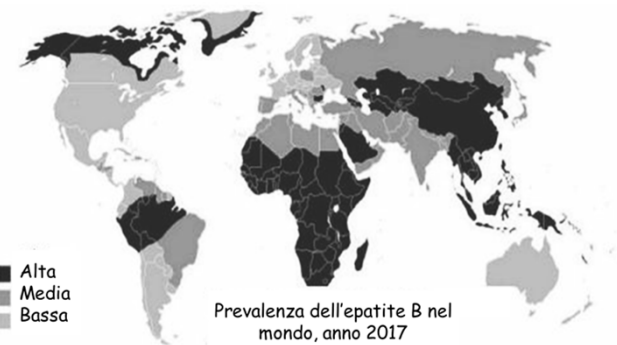 Alta
Media
Bassa
Prevalenza dell'epatite B nel
mondo, anno 2017